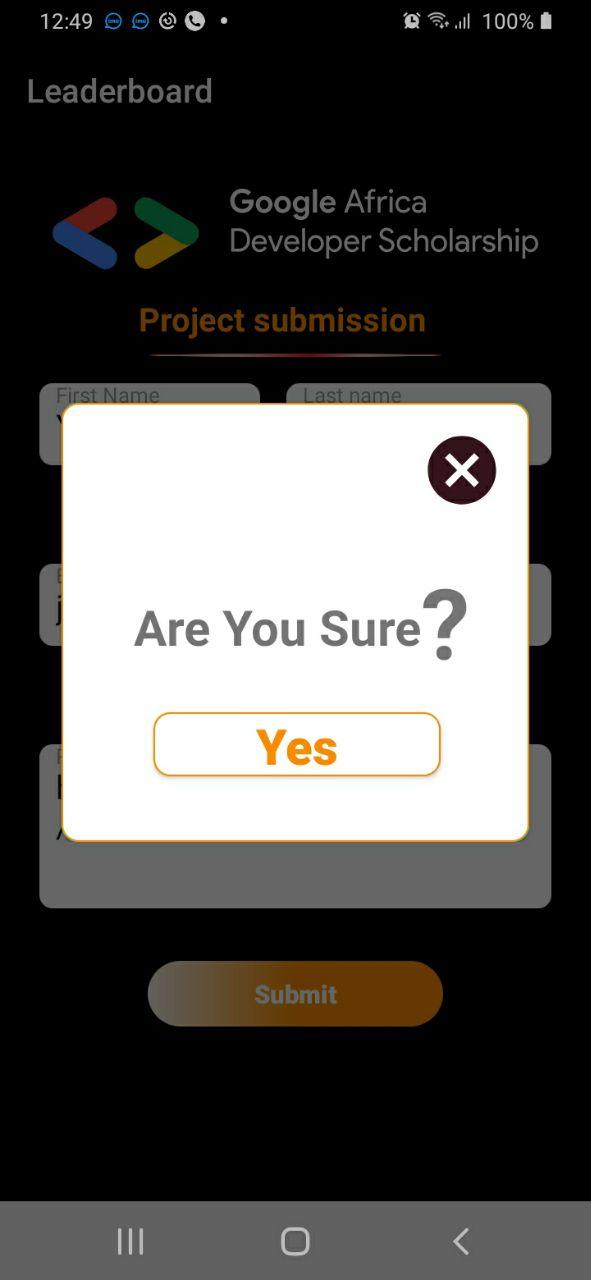 12:49
100%
Leaderboard
Google Africa
Developer Scholarship
Project submission
First Name
Last name
Are You Sure?
Yes
Submit